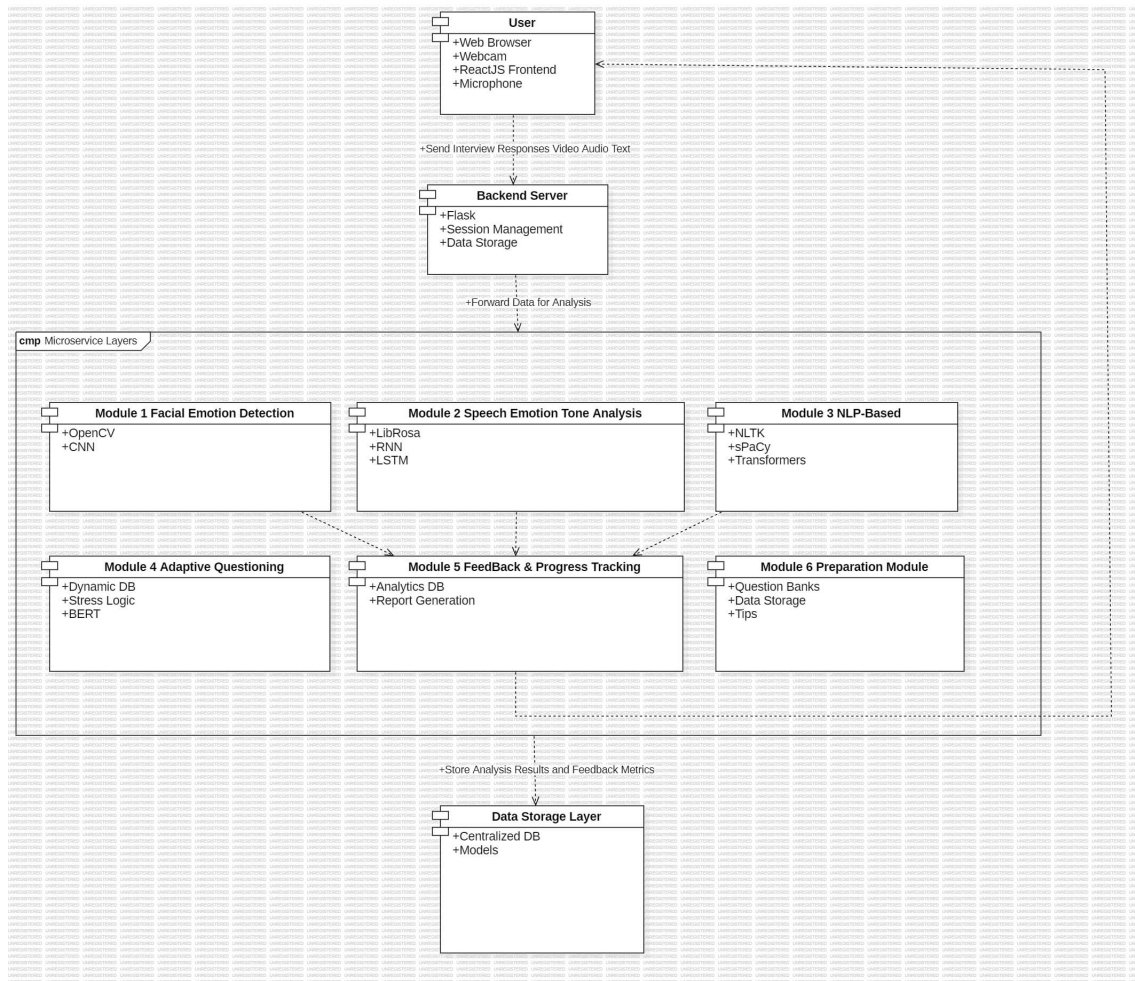 User
+Web Browser
+Webcam
+ReactJS Frontend
+Microphone
+Send Interview Responses Video Audio Text
Backend Server
+Flask
+Session Management
+Data Storage
+Forward Data for Analysis
cmp Microservice Layers
Module 1 Facial Emotion Detection
+OpenCV
+CNN
Module 2 Speech Emotion Tone Analysis
+LibRosa
+RNN
+LSTM
Module 3 NLP-Based
+NLTK
+sPaCy
+Transformers
Module 4 Adaptive Questioning
+Dynamic DB
+Stress Logic
+BERT
Module 5 FeedBack & Progress Tracking
+Analytics DB
+Report Generation
Module 6 Preparation Module
+Question Banks
+Data Storage
+Tips
+Store Analysis Results and Feedback Metrics
Data Storage Layer
+Centralized DB
+Models